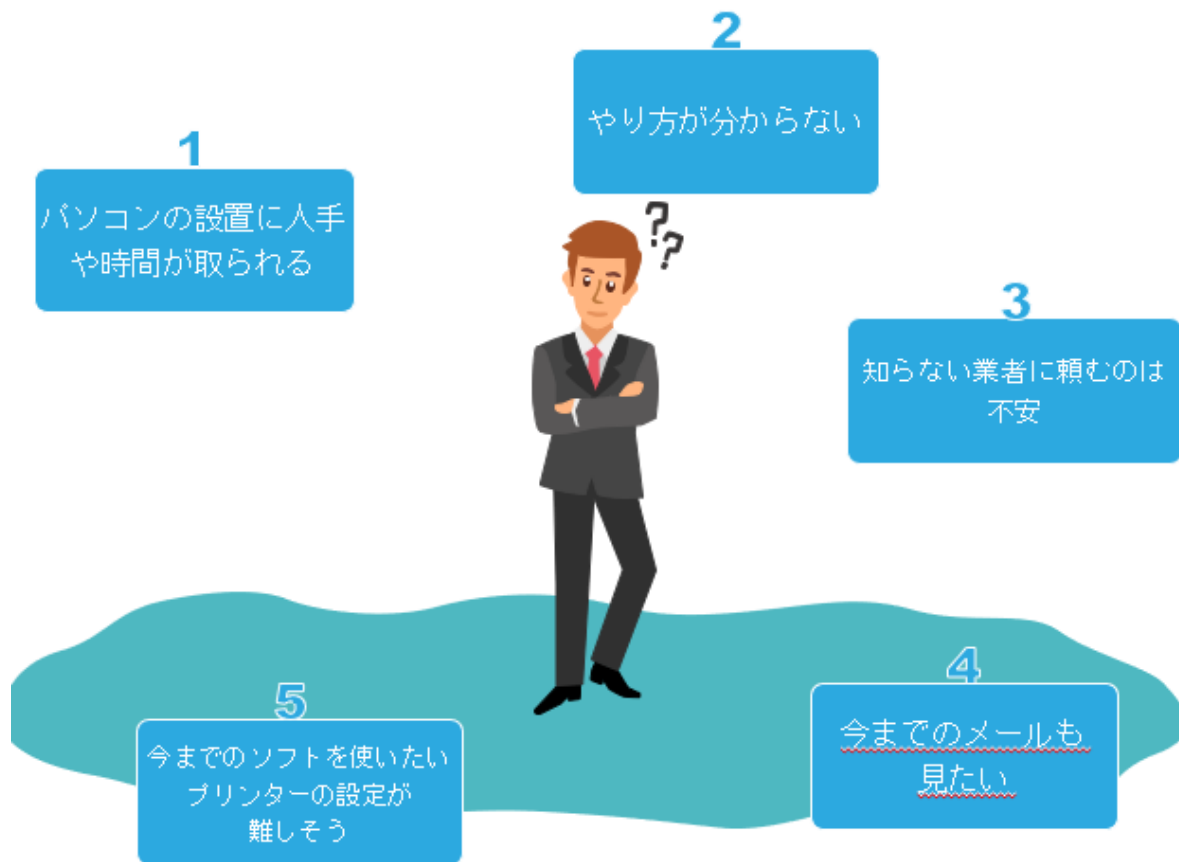 1
パソコンの設置に人手
や時間が取られる
2
やり方が分からない
??
3
知らない業者に頼むのは
不安
4
今までのメールも
見たい
5
今までのソフトを使いたい
プリンターの設定が
難しそう